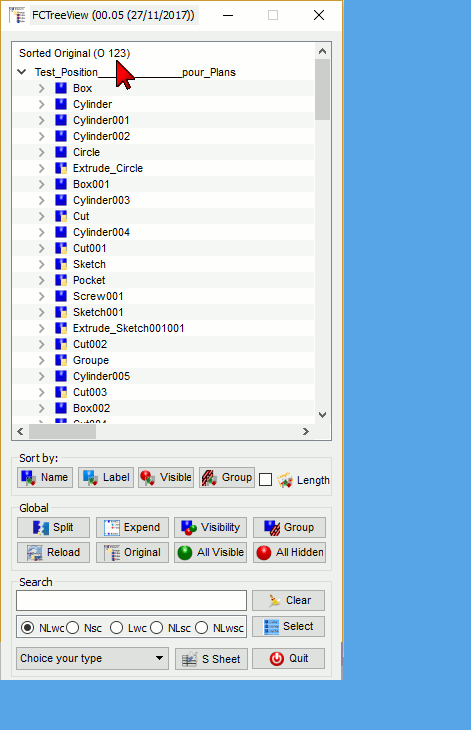 FCTreeView (00.05 (27/11/2017))
Sorted Original (O 123)
Test_Position______________pour_Plans
Box
Cylinder
Cylinder001
Cylinder002
Circle
Extrude_Circle
Box001
Cylinder003
Cut
Cylinder004
Cut001
Sketch
Pocket
Screw001
Sketch001
Extrude_Sketch001001
Cut002
Groupe
Cylinder005
Cut003
Box002
Cut004
Sort by:
Name Label Visible Group Length
Global
Split Expend Visibility Group
Reload Original All Visible All Hidden
Search
Clear
NLwc Nsc Lwc NLsc NLwsc Select
Choice your type S Sheet Quit